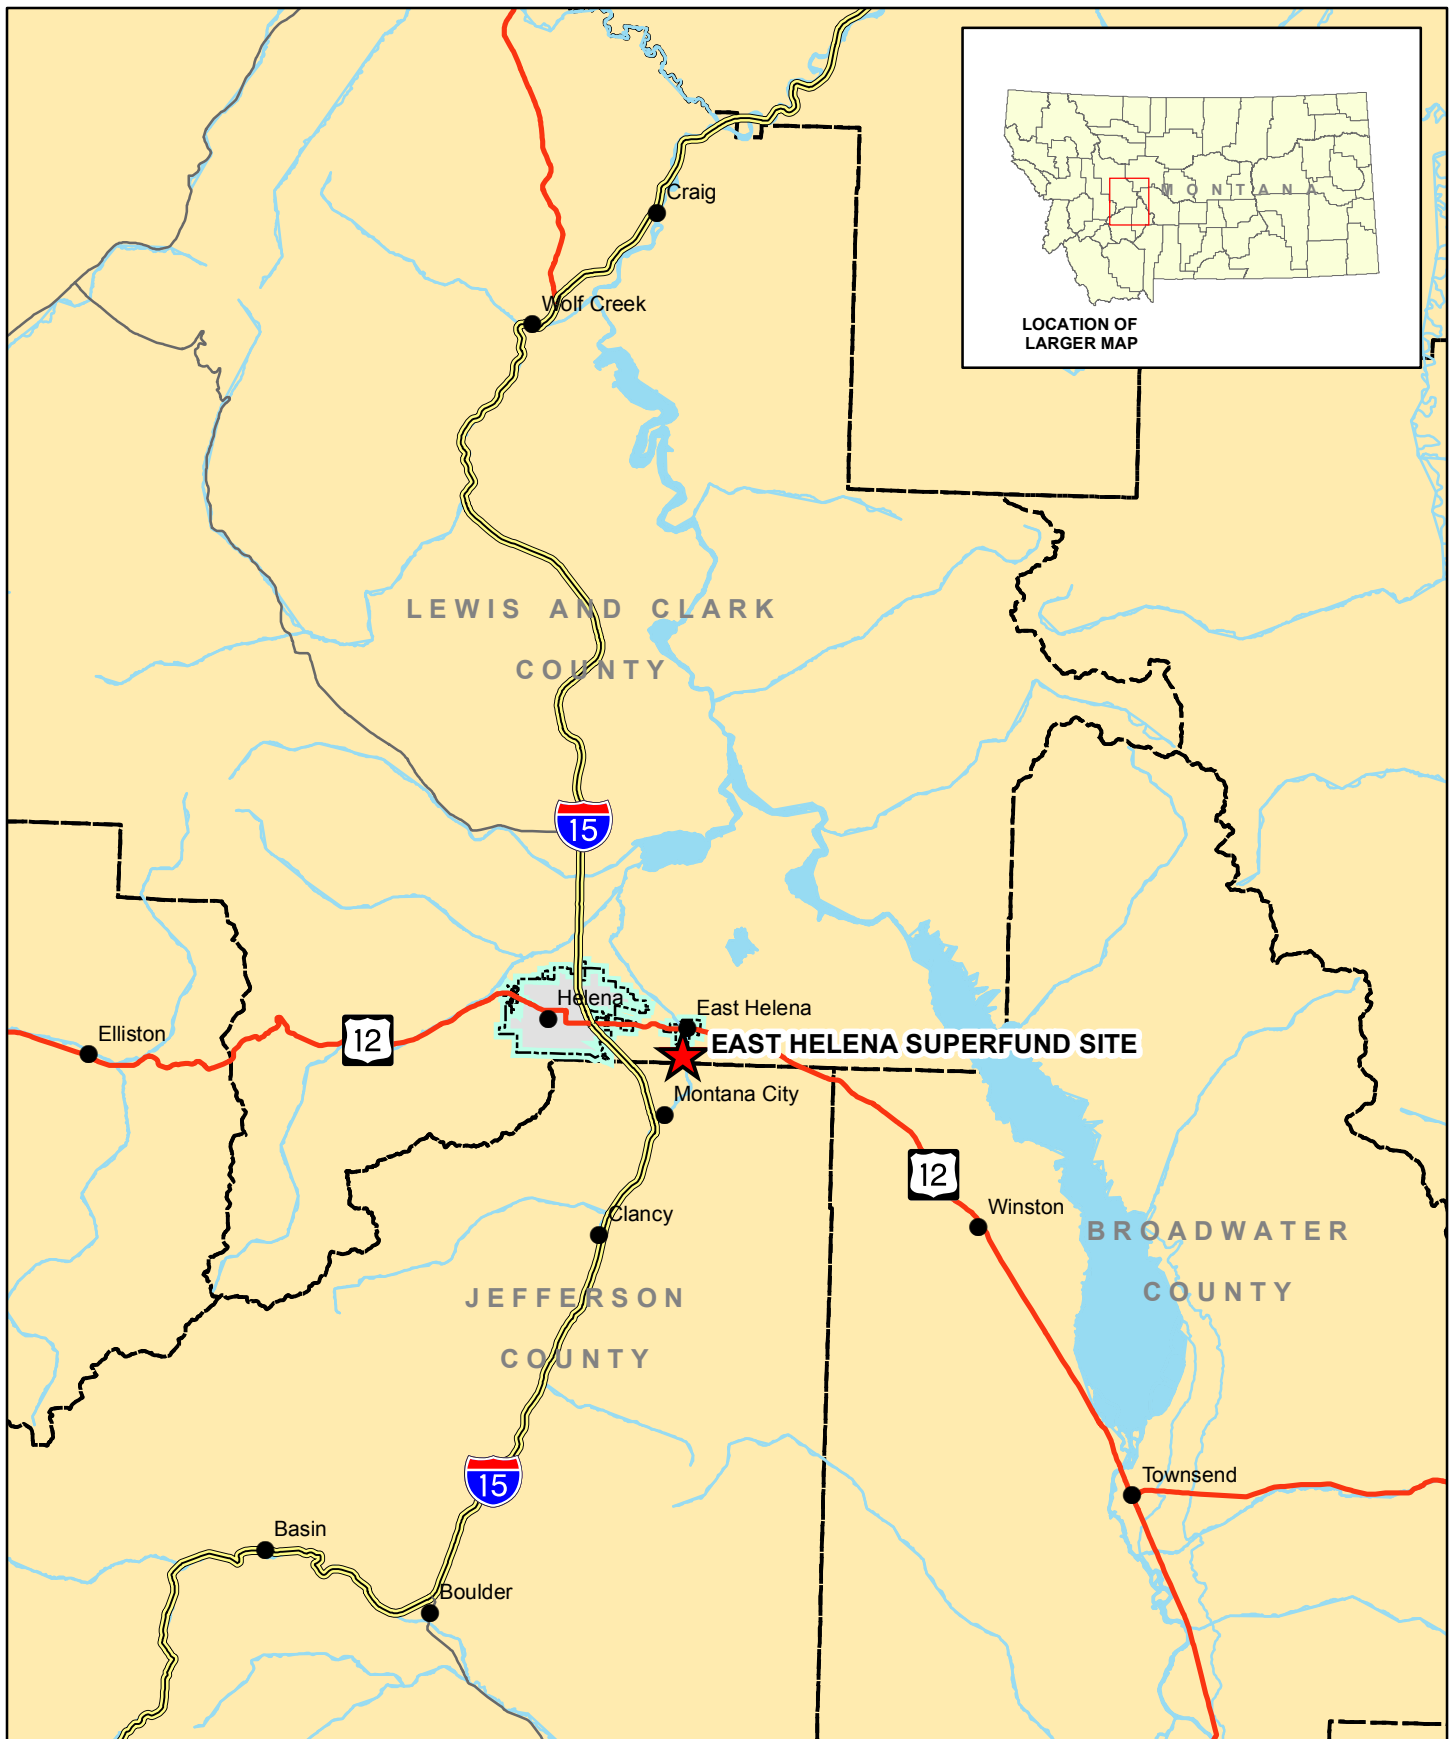 Craig
MONTANA
Wolf Creek
LOCATION OF
LARGER MAP
LEWIS AND CLARK
COUNTY
15
Helena
East Helena
Elliston
12
EAST HELENA SUPERFUND SITE
Montana City
12
Winston
Clancy
BROADWATER
COUNTY
JEFFERSON
COUNTY
15
Townsend
Basin
Boulder